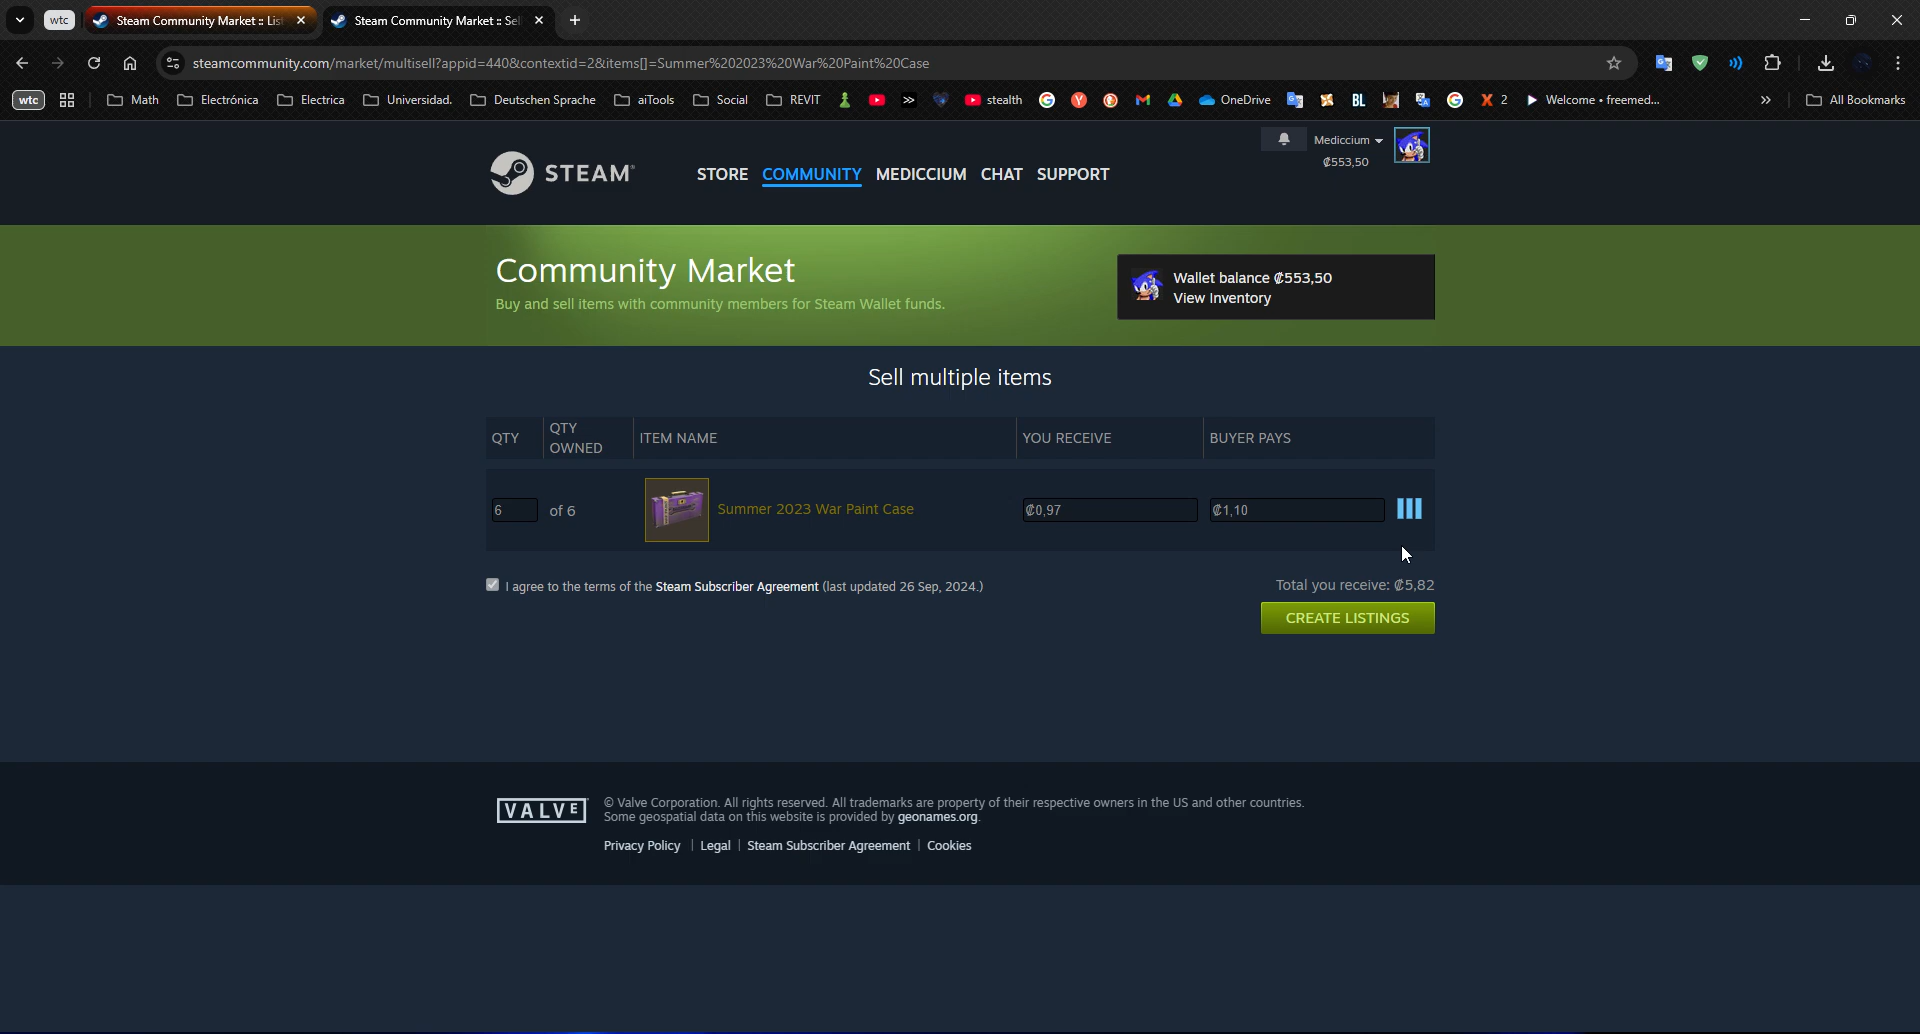 wtc
Steam Community Market :: Lis
Steam Community Market :: Sel
steamcommunity.com/market/multisell?appid=440&contextid=2&items[]=Summer%202023%20War%20Paint%20Case
wtc
Math
Electrónica
Electrica
Universidad.
Deutschen Sprache
aiTools
Social
REVIT
stealth
OneDrive
BL
2
Welcome • freemed...
All Bookmarks
Mediccium
₡553,50
STEAM®
STORE
COMMUNITY
MEDICCIUM
CHAT
SUPPORT
Community Market
Buy and sell items with community members for Steam Wallet funds.
Wallet balance ₡553,50
View Inventory
Sell multiple items
QTY
QTY
OWNED
ITEM NAME
YOU RECEIVE
BUYER PAYS
6
of 6
Summer 2023 War Paint Case
₡0,97
₡1,10
I agree to the terms of the Steam Subscriber Agreement (last updated 26 Sep, 2024.)
Total you receive: ₡5,82
CREATE LISTINGS
VALVE
© Valve Corporation. All rights reserved. All trademarks are property of their respective owners in the US and other countries.
Some geospatial data on this website is provided by geonames.org.
Privacy Policy | Legal | Steam Subscriber Agreement | Cookies